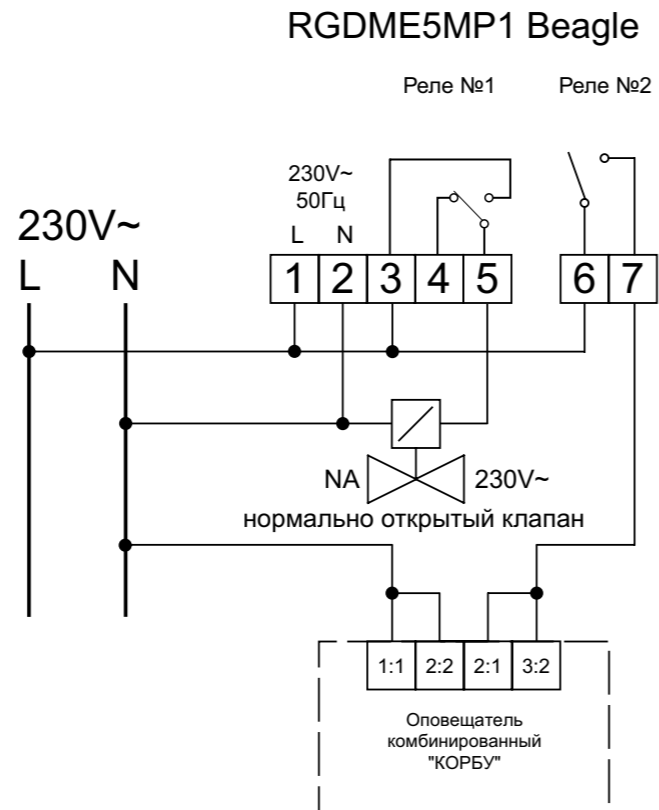 RGDME5MP1 Beagle
Реле №1 Реле №2
230V~
50Гц
230V~
L N
L N
1 2 3 4 5 6 7
NA 230V~
нормально открытый клапан
1:1 2:2 2:1 3:2
Оповещатель
комбинированный
"КОРБУ"